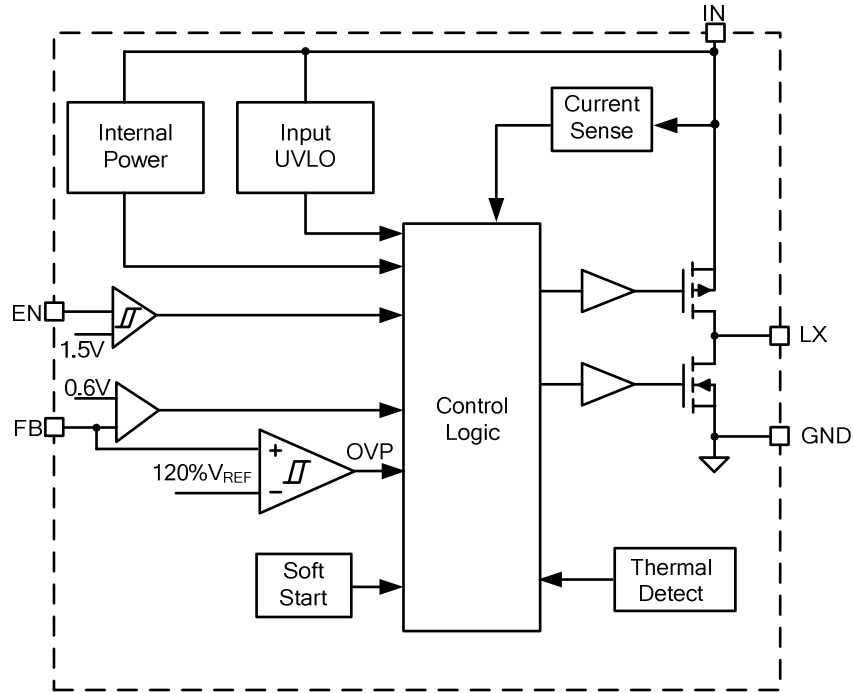 IN
Internal
Power
Input
UVLO
Current
Sense
EN
1.5V
0.6V
FB
120%VREF
+
−
OVP
Control
Logic
LX
GND
Soft
Start
Thermal
Detect